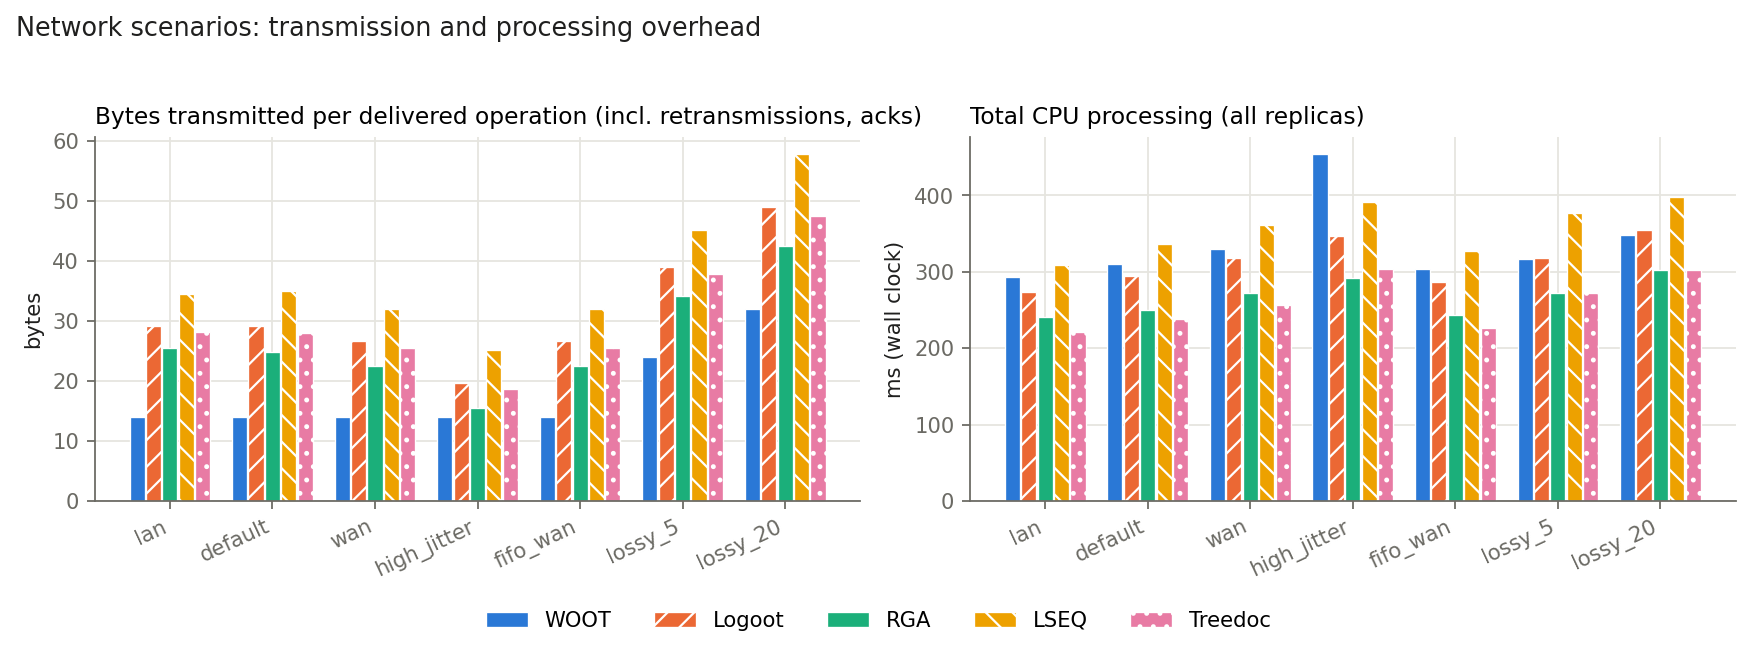 Network scenarios: transmission and processing overhead
Bytes transmitted per delivered operation (incl. retransmissions, acks)
60
50
40
30
20
10
0
bytes
lan
default
wan
high_jitter
fifo_wan
lossy_5
lossy_20
Total CPU processing (all replicas)
400
300
200
100
0
ms (wall clock)
lan
default
wan
high_jitter
fifo_wan
lossy_5
lossy_20
WOOT
Logoot
RGA
LSEQ
Treedoc